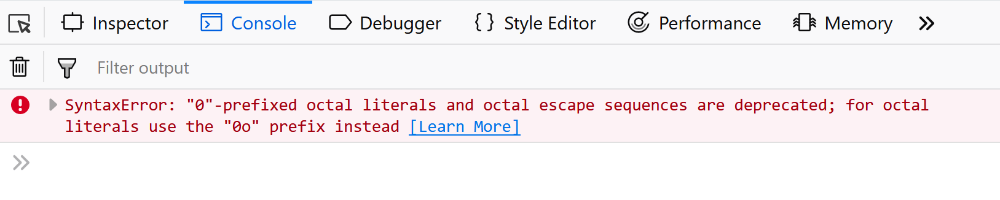 Inspector Console Debugger { } Style Editor Performance Memory
Filter output
SyntaxError: "0"-prefixed octal literals and octal escape sequences are deprecated; for octal
literals use the "0o" prefix instead [Learn More]